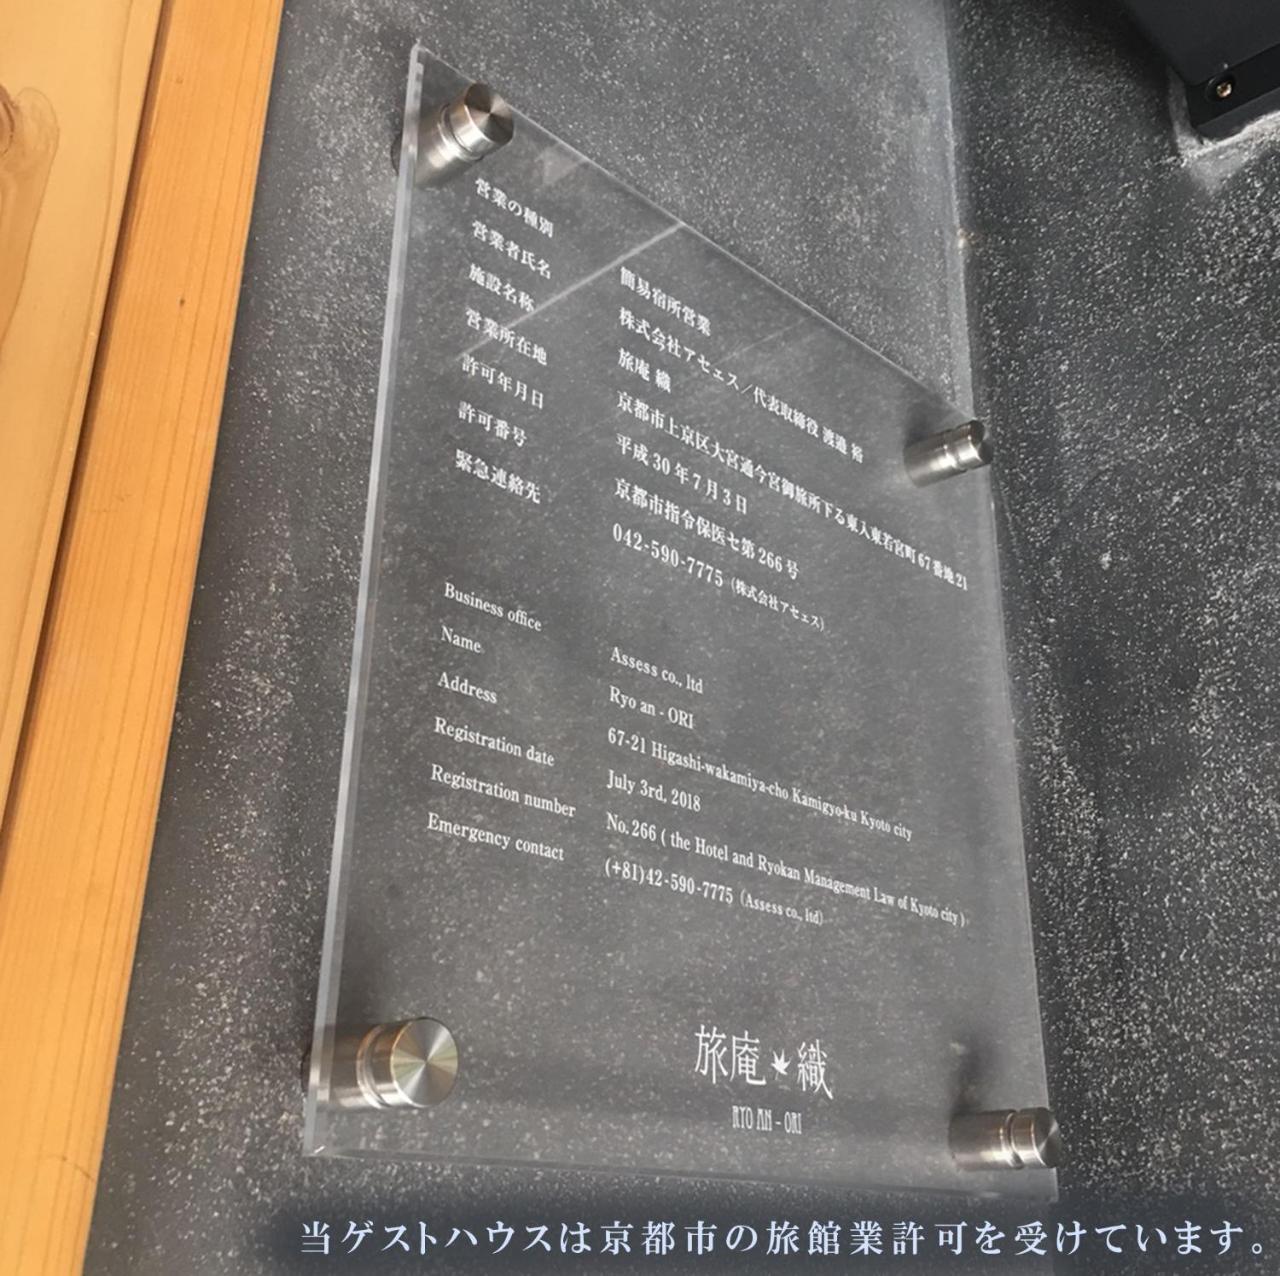 営業の種別 簡易宿所営業
営業者氏名 株式会社アセェス／代表取締役 渡邉 裕
施設名称 旅庵 織
営業所在地 京都市上京区大宮通今宮御旅所下る東入東若宮町67番地21
許可年月日 平成30年7月3日
許可番号 京都市指令保医セ第266号
緊急連絡先 042-590-7775（株式会社アセェス）
Business office Assess co., ltd
Name Ryo an - ORI
Address 67-21 Higashi-wakamiya-cho Kamigyo-ku Kyoto city
Registration date July 3rd, 2018
Registration number No.266 ( the Hotel and Ryokan Management Law of Kyoto city )
Emergency contact (+81)42-590-7775（Assess co., ltd）
旅庵 織
RYO AN - ORI
当ゲストハウスは京都市の旅館業許可を受けています。